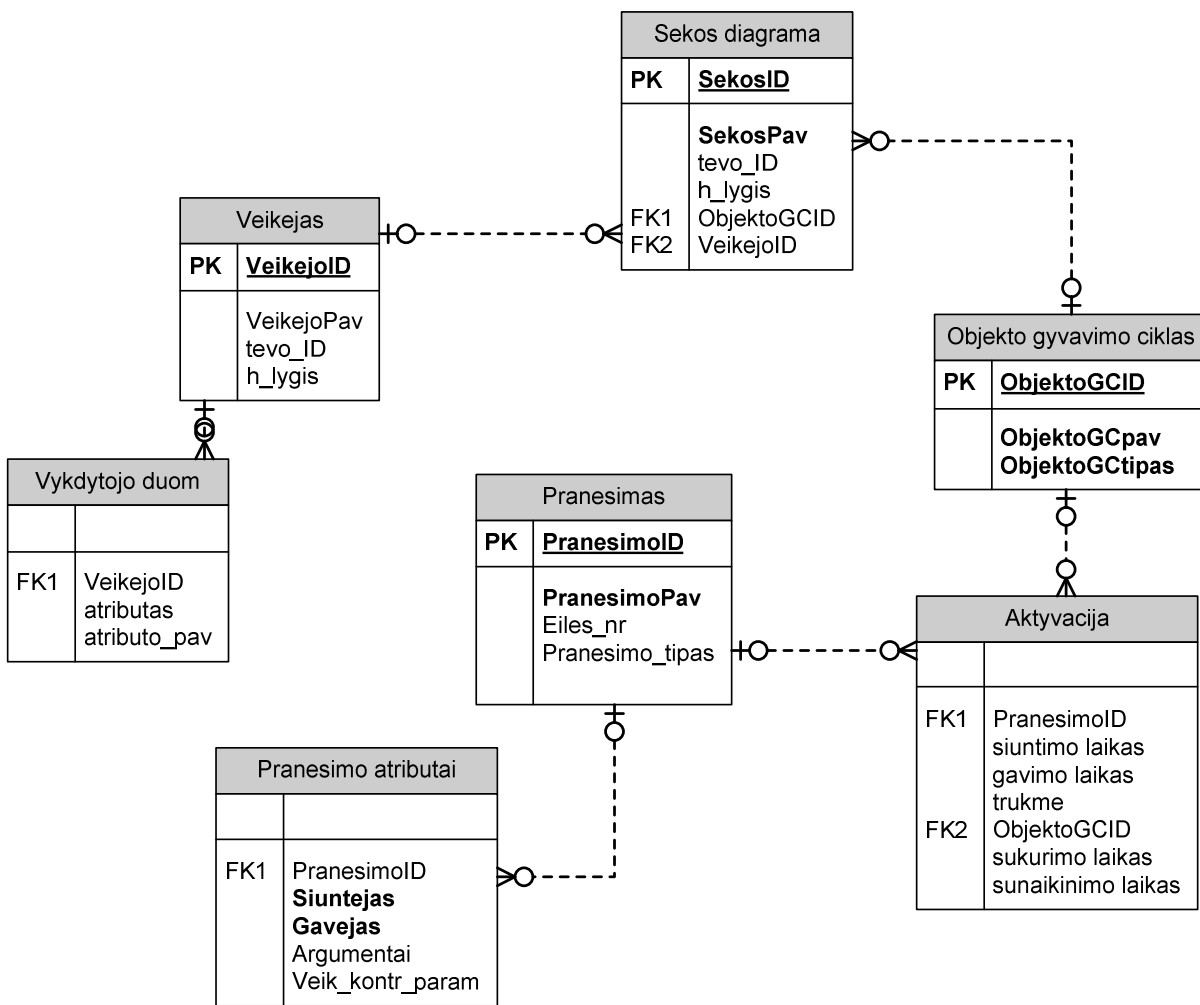 Sekos diagrama
PK SekosID
SekosPav
tevo_ID
h_lygis
FK1 ObjektoGCID
FK2 VeikejoID
Veikejas
PK VeikejoID
VeikejoPav
tevo_ID
h_lygis
Objekto gyvavimo ciklas
PK ObjektoGCID
ObjektoGCpav
ObjektoGCtipas
Vykdytojo duom
FK1 VeikejoID
atributas
atributo_pav
Pranesimas
PK PranesimoID
PranesimoPav
Eiles_nr
Pranesimo_tipas
Aktyvacija
FK1 PranesimoID
siuntimo laikas
gavimo laikas
trukme
FK2 ObjektoGCID
sukurimo laikas
sunaikinimo laikas
Pranesimo atributai
FK1 PranesimoID
Siuntejas
Gavejas
Argumentai
Veik_kontr_param